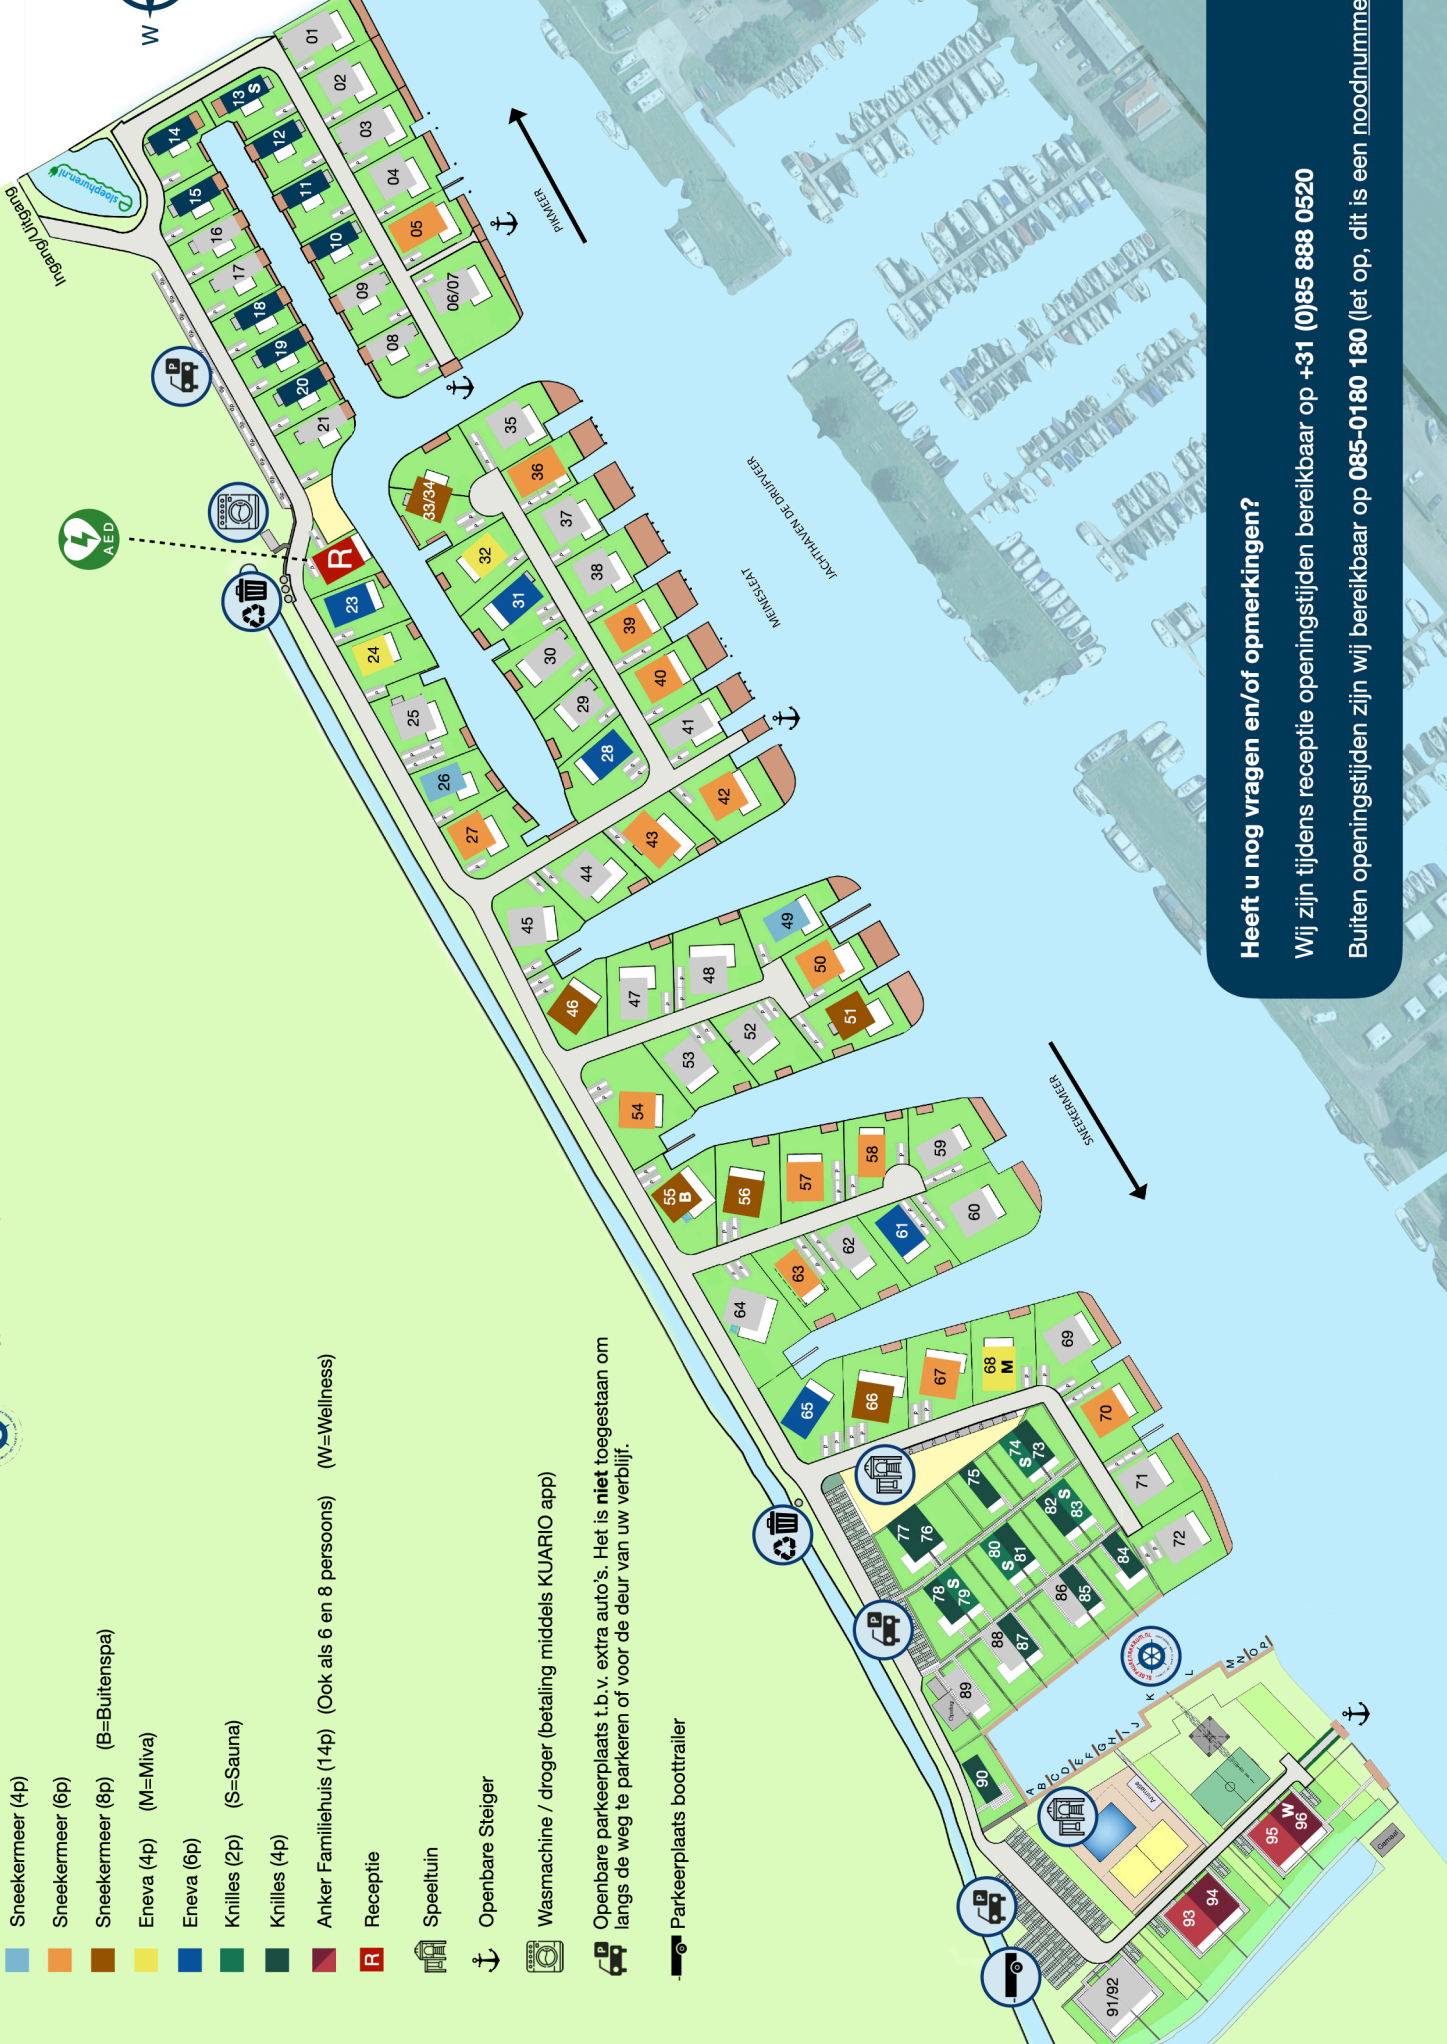 Sneekermeer (4p)
Sneekermeer (6p)
Sneekermeer (8p) (B=Buitenspa)
Eneva (4p) (M=Miva)
Eneva (6p)
Knilles (2p) (S=Sauna)
Knilles (4p)
Anker Familiehuis (14p) (Ook als 6 en 8 persoons) (W=Wellness)
R Receptie
Speeltuin
Openbare Steiger
Wasmachine / droger (betaling middels KUARIO app)
Openbare parkeerplaats t.b.v. extra auto's. Het is niet toegestaan om
langs de weg te parkeren of voor de deur van uw verblijf.
Parkeerplaats boottrailer
W
Ingang/Uitgang
sloephuren.nl
AED
R
01
02
03
04
05
06/07
08
09
10
11
12
13 S
14
15
16
17
18
19
20
21
23
24
25
26
27
28
29
30
31
32
33/34
35
36
37
38
39
40
41
42
43
44
45
46
47
48
49
50
51
52
53
54
55 B
56
57
58
59
60
61
62
63
64
65
66
67
68 M
69
70
71
72
73
74 S
75
76
77
78 S
79
80 S
81
82 S
83
84
85
86
87
88
89
Opslag
90
91/92
93
94
95
96 W
A
B
C
D
E
F
G
H
I
J
K
L
M
N
O
P
Animatie
Gemaal
PIKMEER
JACHTHAVEN DE DRIJFVEER
MEINESLEAT
SNEEKERMEER
Heeft u nog vragen en/of opmerkingen?
Wij zijn tijdens receptie openingstijden bereikbaar op +31 (0)85 888 0520
Buiten openingstijden zijn wij bereikbaar op 085-0180 180 (let op, dit is een noodnumme